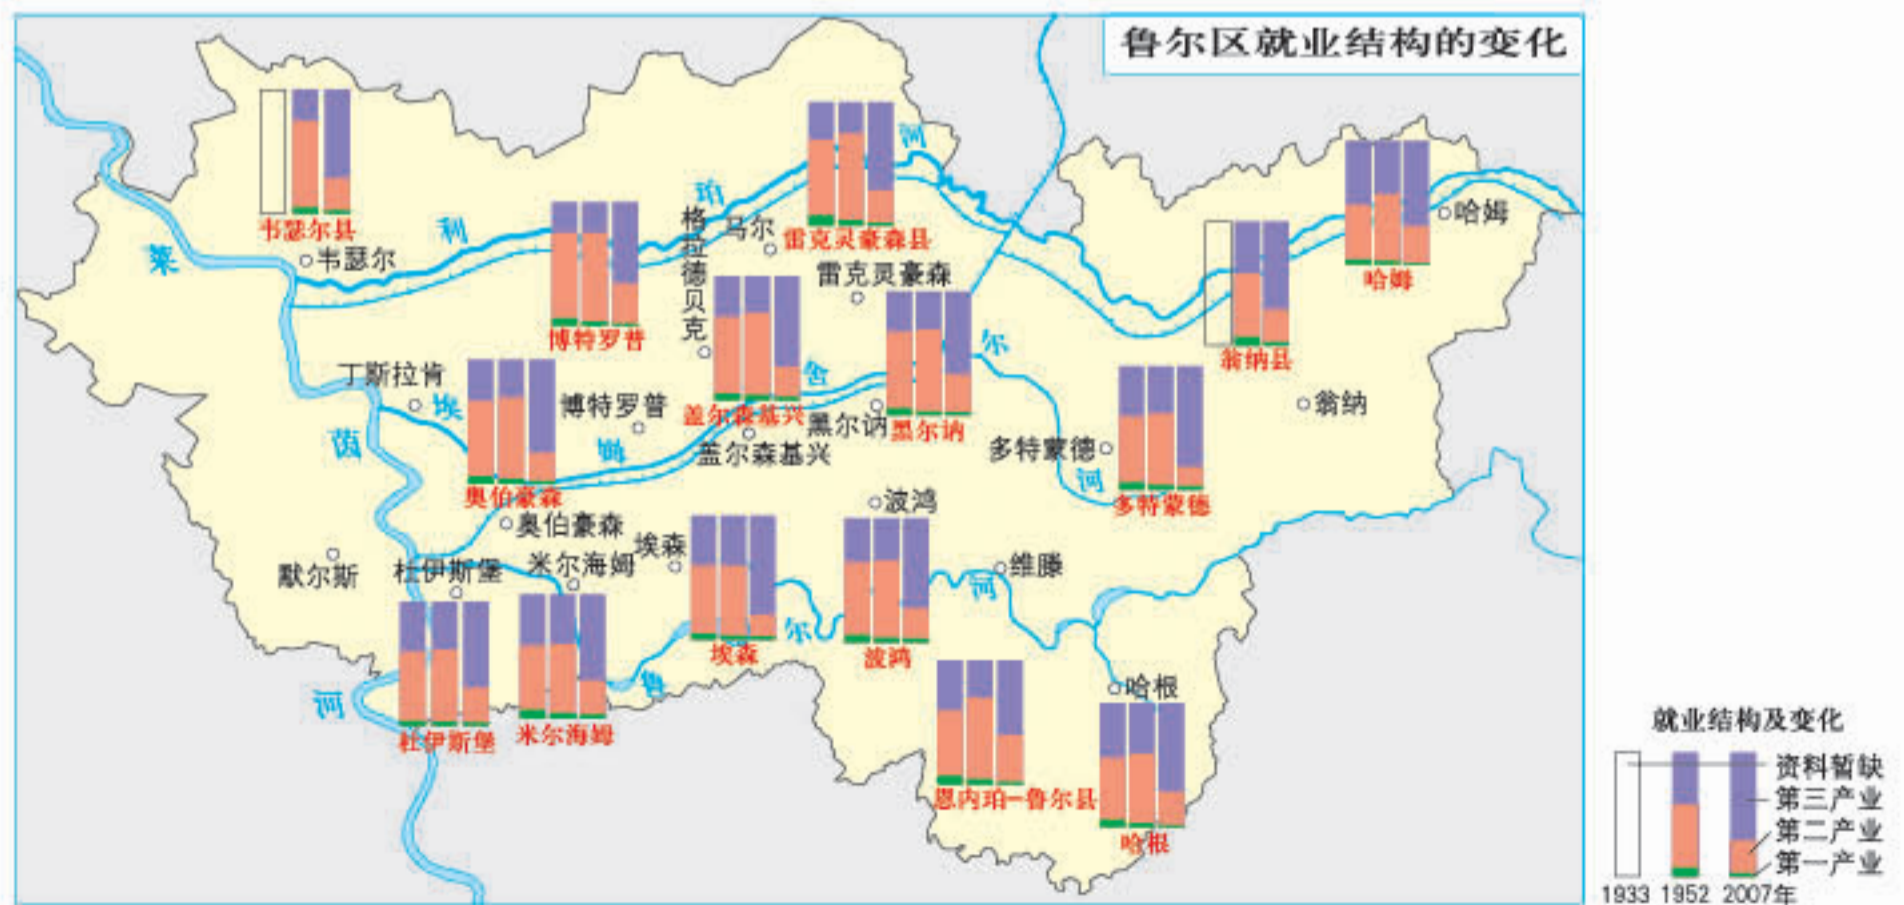 鲁尔区就业结构的变化
河
珀
利
莱
韦瑟尔县
韦瑟尔
格拉德贝克
马尔
雷克灵豪森县
雷克灵豪森
哈姆
哈姆
博特罗普
翁纳县
尔
丁斯拉肯
埃
博特罗普
舍
盖尔森基兴
黑尔讷
黑尔讷
翁纳
茵
姆
盖尔森基兴
多特蒙德
河
多特蒙德
奥伯豪森
奥伯豪森
波鸿
埃森
默尔斯
杜伊斯堡
米尔海姆
维滕
河
尔
埃森
波鸿
鲁
哈根
河
杜伊斯堡
米尔海姆
恩内珀-鲁尔县
哈根
就业结构及变化
资料暂缺
第三产业
第二产业
第一产业
1933 1952 2007年